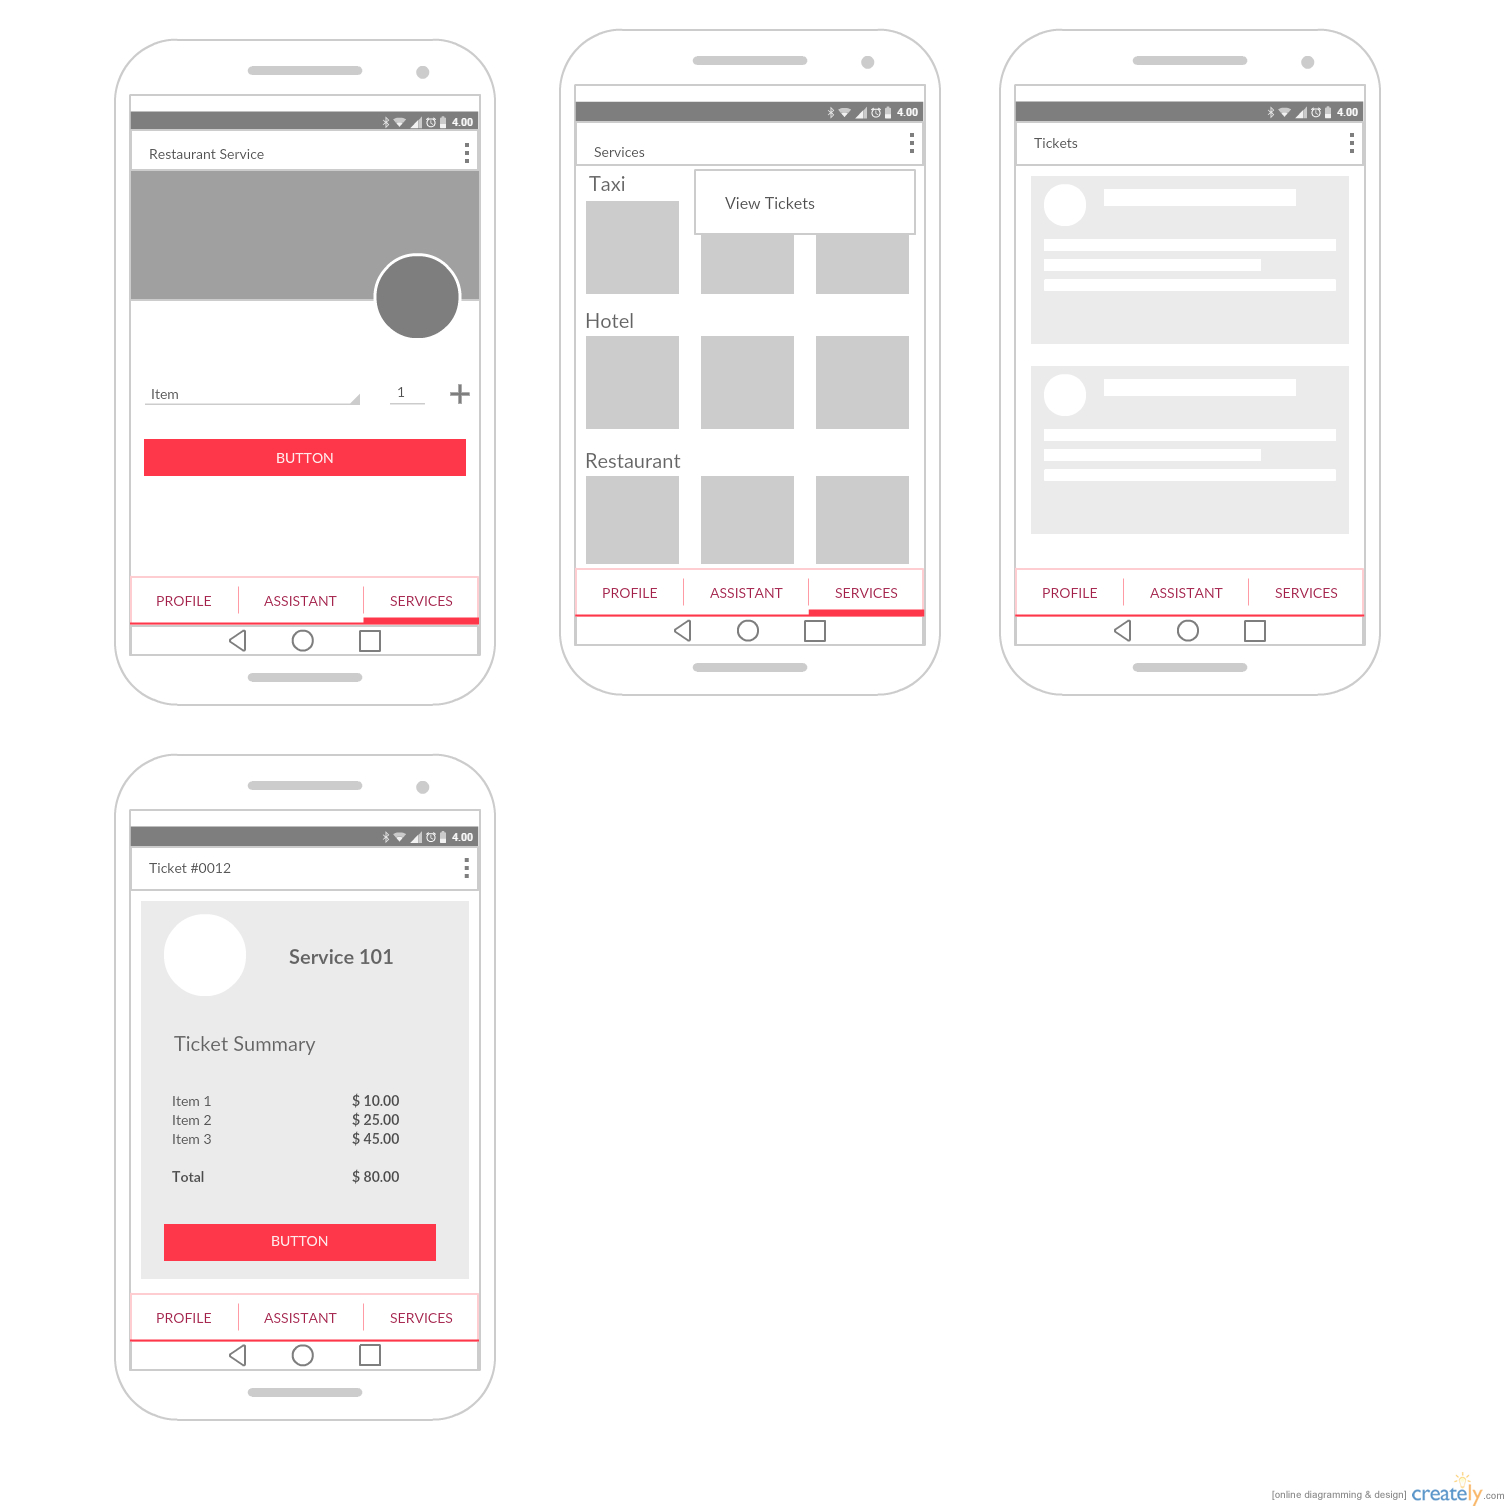 4.00
Restaurant Service
Item
1
BUTTON
PROFILE
ASSISTANT
SERVICES
4.00
Services
Taxi
View Tickets
Hotel
Restaurant
PROFILE
ASSISTANT
SERVICES
4.00
Tickets
PROFILE
ASSISTANT
SERVICES
4.00
Ticket #0012
Service 101
Ticket Summary
Item 1 $ 10.00
Item 2 $ 25.00
Item 3 $ 45.00
Total $ 80.00
BUTTON
PROFILE
ASSISTANT
SERVICES
[online diagramming & design] creately.com